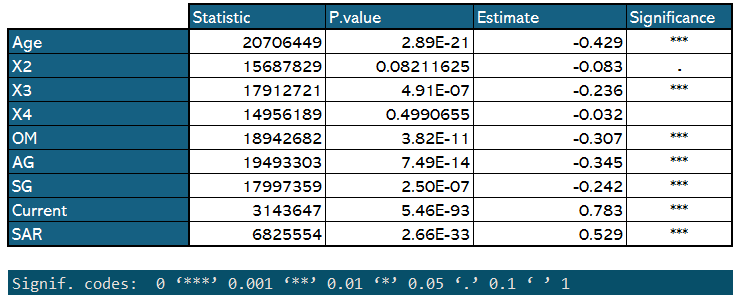 Statistic P.value Estimate Significance
Age 20706449 2.89E-21 -0.429 ***
X2 15687829 0.08211625 -0.083 .
X3 17912721 4.91E-07 -0.236 ***
X4 14956189 0.4990655 -0.032
OM 18942682 3.82E-11 -0.307 ***
AG 19493303 7.49E-14 -0.345 ***
SG 17997359 2.50E-07 -0.242 ***
Current 3143647 5.46E-93 0.783 ***
SAR 6825554 2.66E-33 0.529 ***
Signif. codes: 0 ‘***’ 0.001 ‘**’ 0.01 ‘*’ 0.05 ‘.’ 0.1 ‘ ’ 1